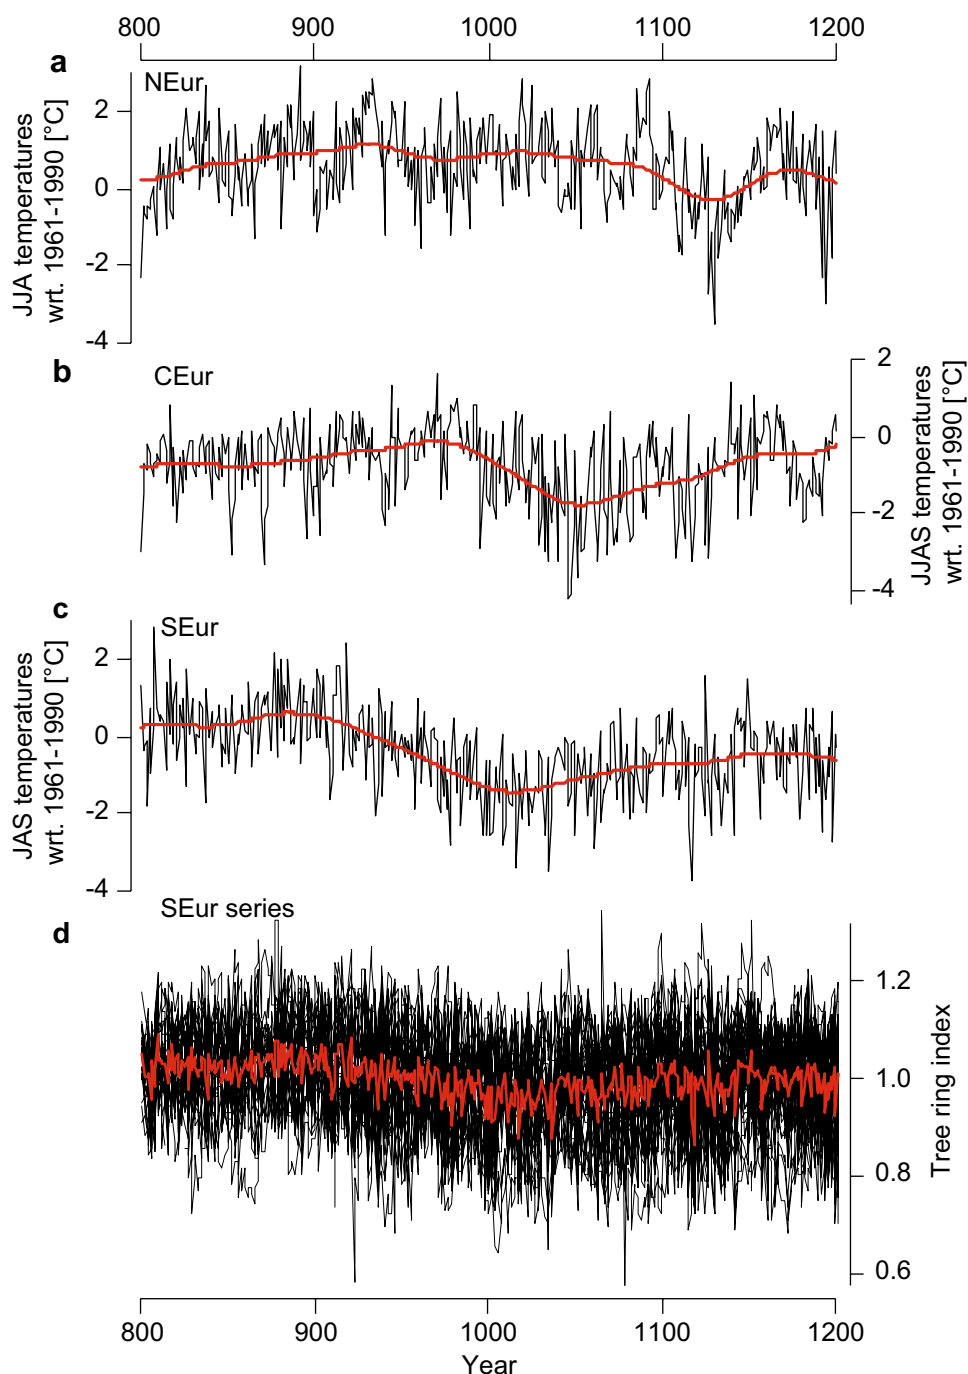 800 900 1000 1100 1200
a
NEur
2
0
-2
-4
JJA temperatures
wrt. 1961-1990 [°C]
b
CEur
2
0
-2
-4
JJAS temperatures
wrt. 1961-1990 [°C]
c
SEur
2
0
-2
-4
JAS temperatures
wrt. 1961-1990 [°C]
d
SEur series
1.2
1.0
0.8
0.6
Tree ring index
800 900 1000 1100 1200
Year